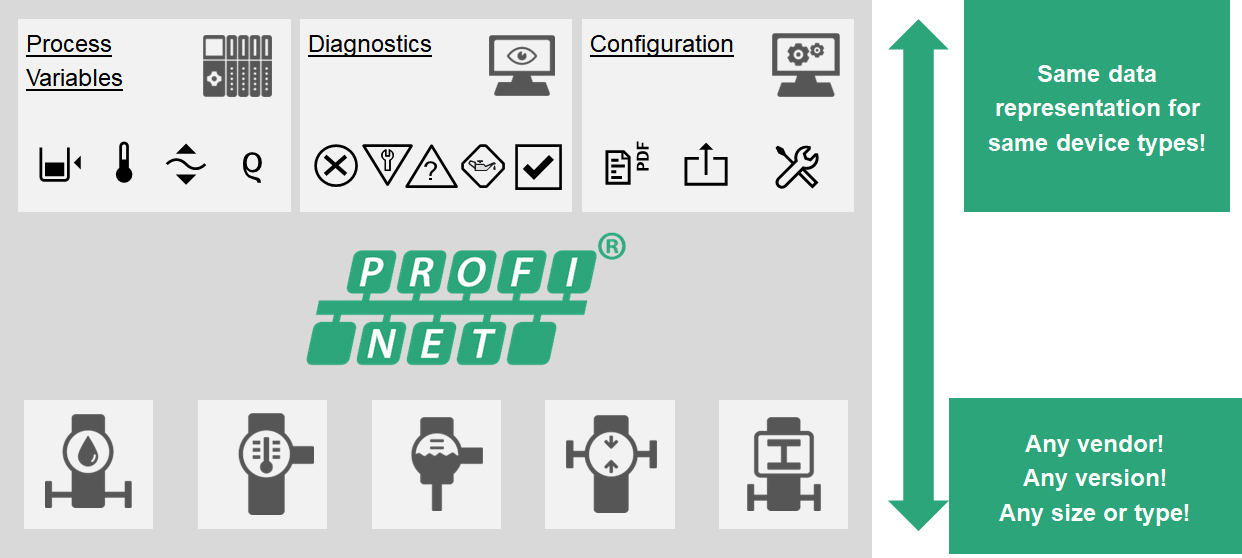 Process
Variables
Diagnostics
Configuration
ϱ
?
PDF
PROFI®
NET
Same data
representation for
same device types!
Any vendor!
Any version!
Any size or type!